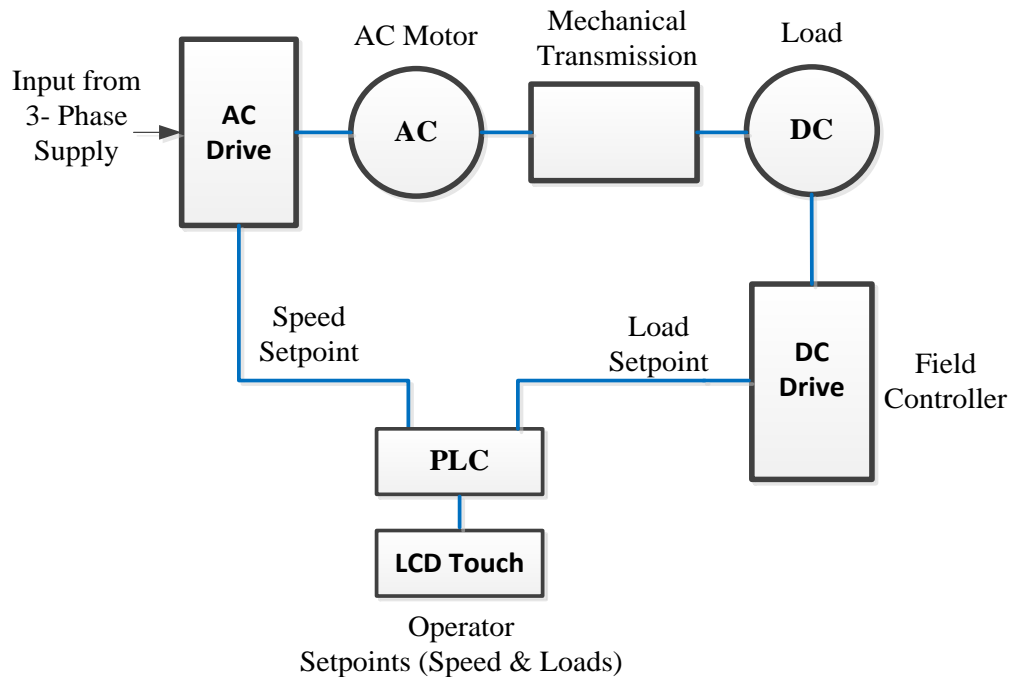 AC Motor
Mechanical
Transmission
Load
Input from
3- Phase
Supply
AC
Drive
AC
DC
Speed
Setpoint
Load
Setpoint
DC
Drive
Field
Controller
PLC
LCD Touch
Operator
Setpoints (Speed & Loads)